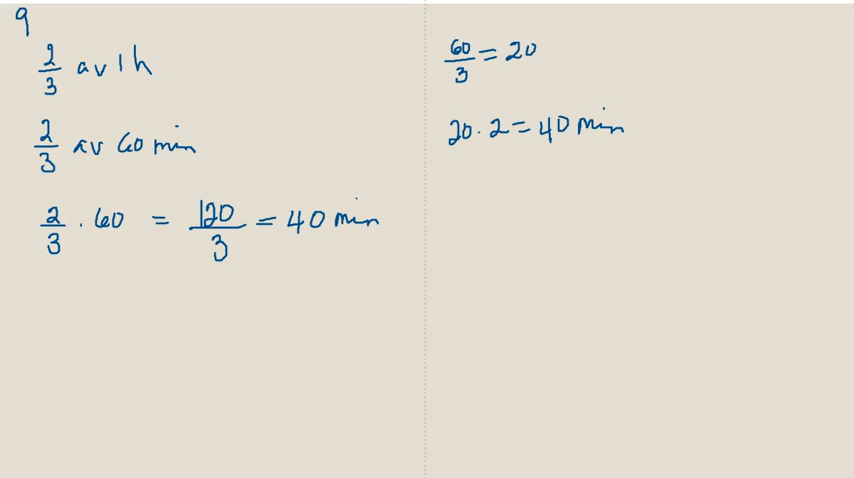 9
2/3 av 1h
2/3 av 60 min
2/3 · 60 = 120/3 = 40 min
60/3 = 20
20 · 2 = 40 min